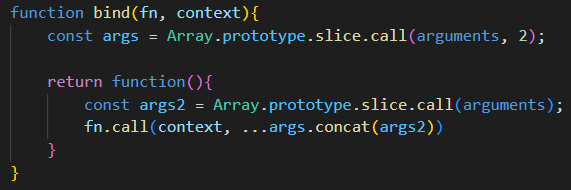 function bind(fn, context){
    const args = Array.prototype.slice.call(arguments, 2);

    return function(){
        const args2 = Array.prototype.slice.call(arguments);
        fn.call(context, ...args.concat(args2))
    }
}